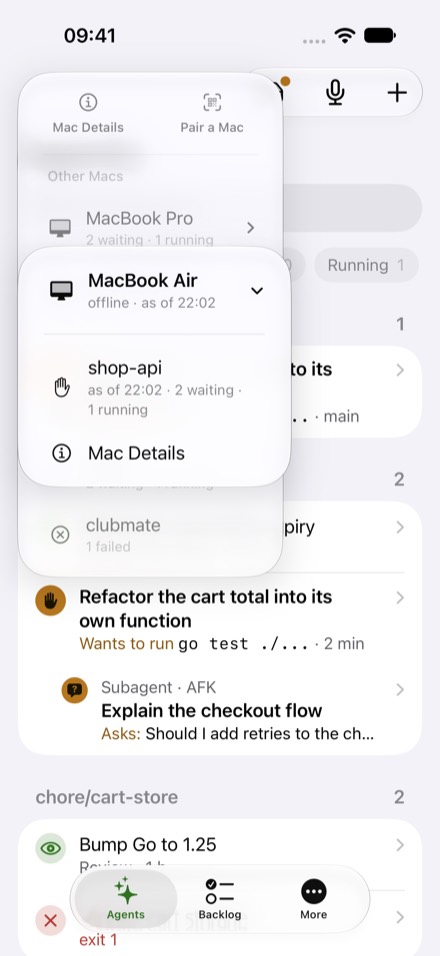 09:41
Mac Details
Pair a Mac
Other Macs
MacBook Pro
2 waiting · 1 running
Running 1
MacBook Air
offline · as of 22:02
1
shop-api
as of 22:02 · 2 waiting ·
1 running
to its
.. · main
Mac Details
2
clubmate
1 failed
piry
Refactor the cart total into its
own function
Wants to run go test ./... · 2 min
Subagent · AFK
Explain the checkout flow
Asks: Should I add retries to the ch...
chore/cart-store
2
Bump Go to 1.25
exit 1
Agents
Backlog
More